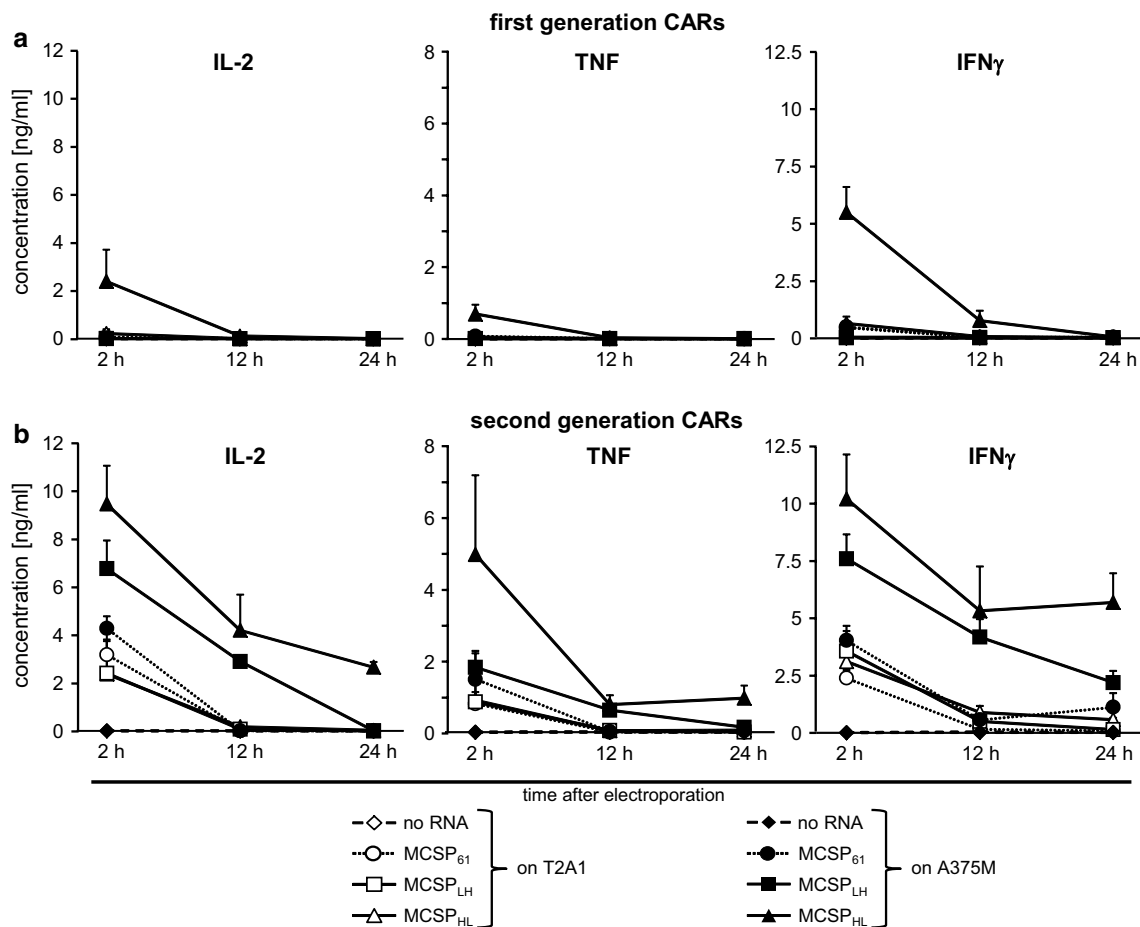 first generation CARs
a
IL-2
TNF
IFNγ
concentration [ng/ml]
12
10
8
6
4
2
0
2 h
12 h
24 h
8
6
4
2
0
2 h
12 h
24 h
12.5
10
7.5
5
2.5
0
2 h
12 h
24 h
second generation CARs
b
IL-2
TNF
IFNγ
concentration [ng/ml]
12
10
8
6
4
2
0
2 h
12 h
24 h
8
6
4
2
0
2 h
12 h
24 h
12.5
10
7.5
5
2.5
0
2 h
12 h
24 h
time after electroporation
no RNA
MCSP61
MCSPLH
MCSPHL
on T2A1
no RNA
MCSP61
MCSPLH
MCSPHL
on A375M